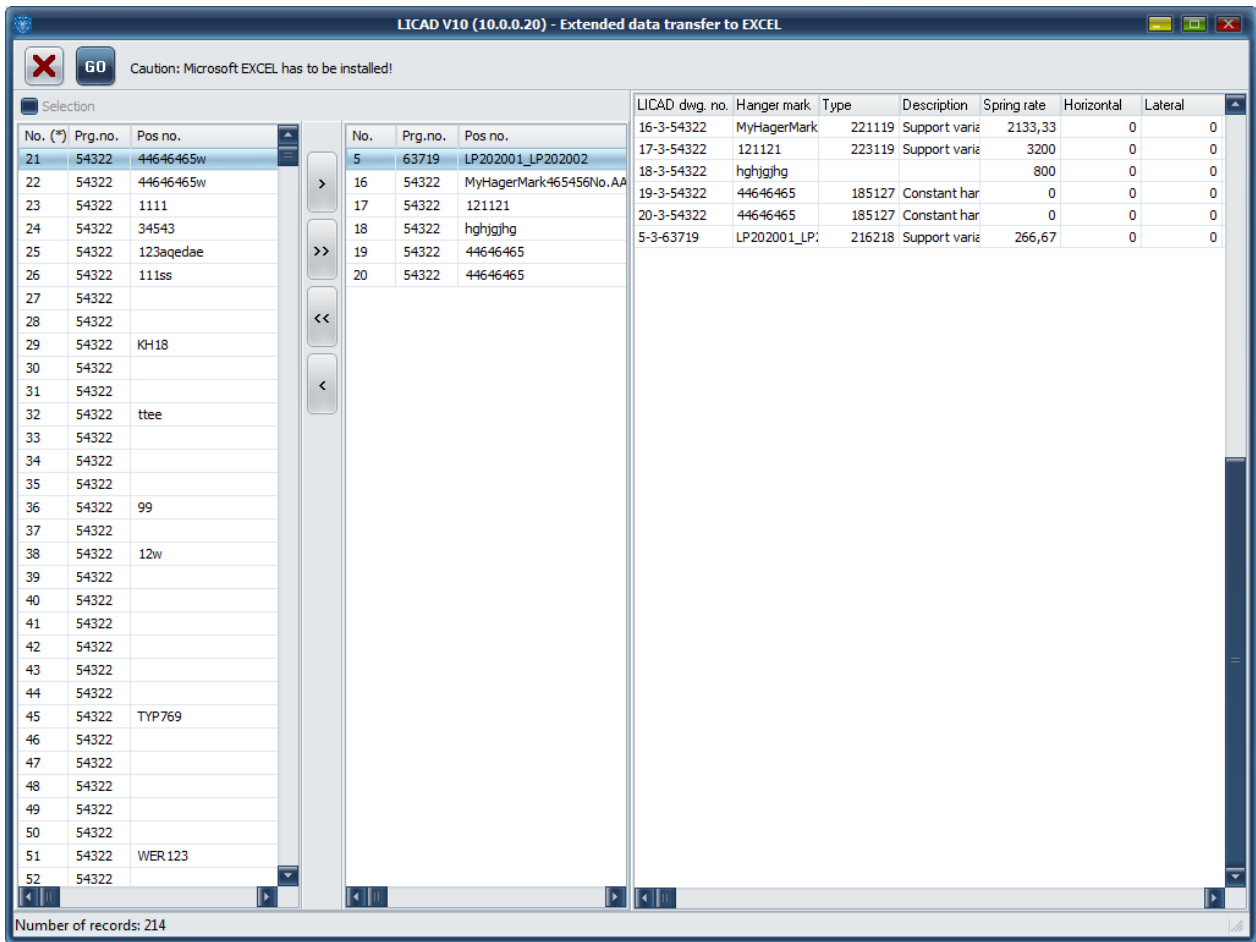 LICAD V10 (10.0.0.20) - Extended data transfer to EXCEL
GO Caution: Microsoft EXCEL has to be installed!
Selection
No. (*) Prg.no. Pos no.
21 54322 44646465w
22 54322 44646465w
23 54322 1111
24 54322 34543
25 54322 123aqedae
26 54322 111ss
27 54322
28 54322
29 54322 KH18
30 54322
31 54322
32 54322 ttee
33 54322
34 54322
35 54322
36 54322 99
37 54322
38 54322 12w
39 54322
40 54322
41 54322
42 54322
43 54322
44 54322
45 54322 TYP769
46 54322
47 54322
48 54322
49 54322
50 54322
51 54322 WER123
52 54322
>
>>
<<
<
No. Prg.no. Pos no.
5 63719 LP202001_LP202002
16 54322 MyHagerMark465456No.AA
17 54322 121121
18 54322 hghjgjhg
19 54322 44646465
20 54322 44646465
LICAD dwg. no. Hanger mark Type Description Spring rate Horizontal Lateral
16-3-54322 MyHagerMark 221119 Support varia 2133,33 0 0
17-3-54322 121121 223119 Support varia 3200 0 0
18-3-54322 hghjgjhg 800 0 0
19-3-54322 44646465 185127 Constant har 0 0 0
20-3-54322 44646465 185127 Constant har 0 0 0
5-3-63719 LP202001_LP2 216218 Support varia 266,67 0 0
Number of records: 214